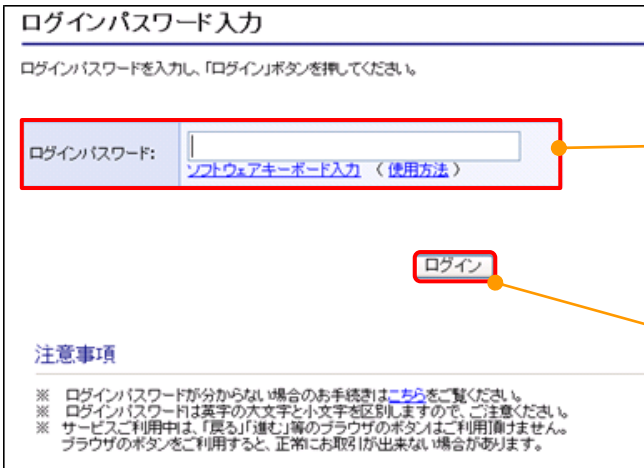 ログインパスワード入力
ログインパスワードを入力し、「ログイン」ボタンを押してください。
ログインパスワード:
ソフトウェアキーボード入力 （使用方法）
ログイン
注意事項
※ ログインパスワードが分からない場合のお手続きはこちらをご覧ください。
※ ログインパスワードは英字の大文字と小文字を区別しますので、ご注意ください。
※ サービスご利用中は、「戻る」「進む」等のブラウザのボタンはご利用頂けません。
ブラウザのボタンをご利用すると、正常にお取引が出来ない場合があります。